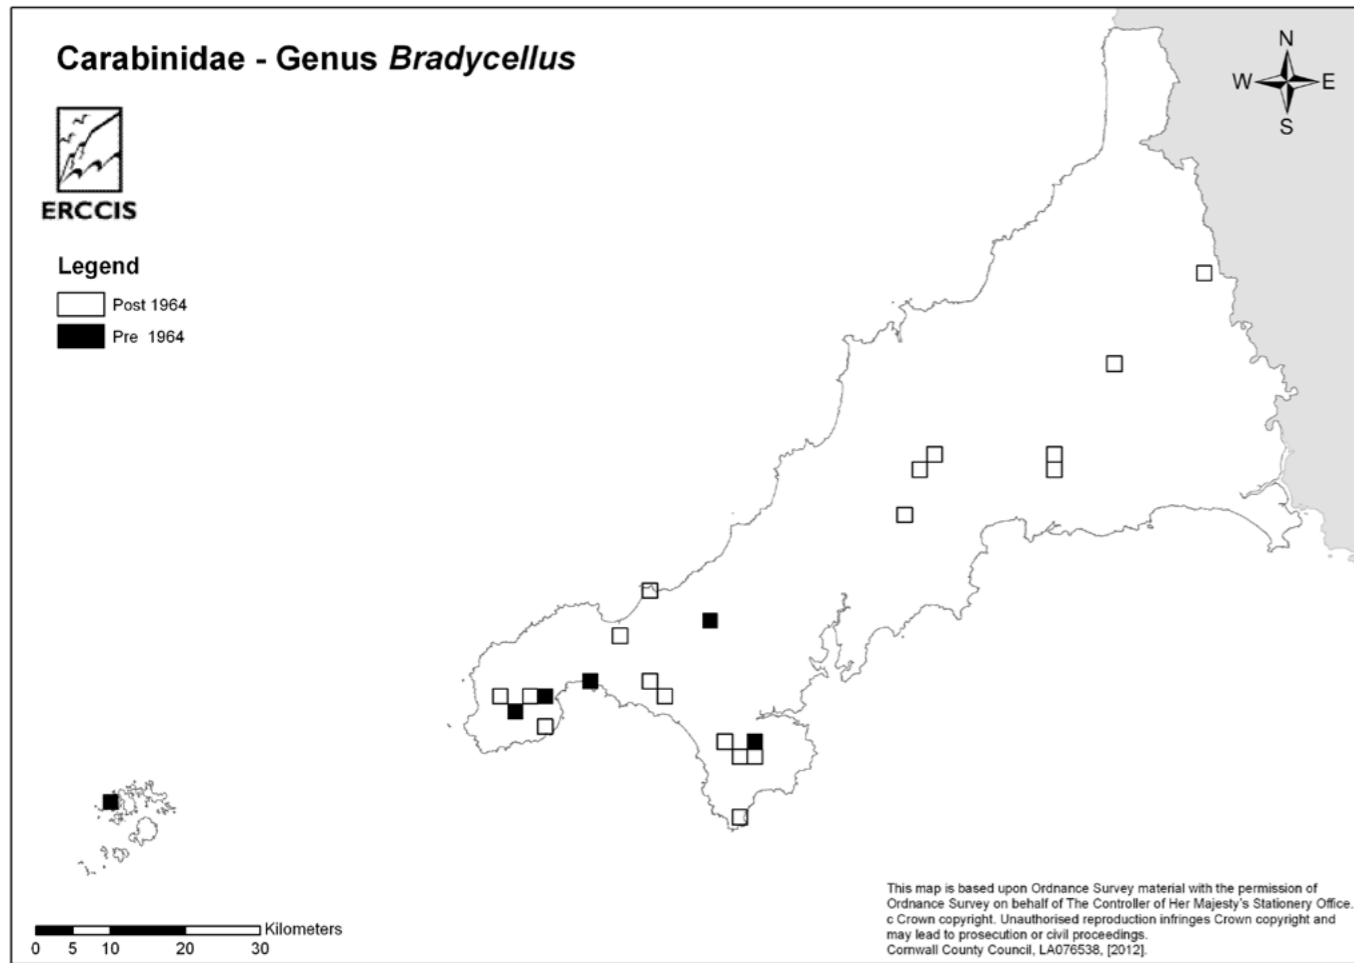 Carabinidae - Genus Bradycellus
N
W E
S
ERCCIS
Legend
Post 1964
Pre 1964
Kilometers
0 5 10 20 30
This map is based upon Ordnance Survey material with the permission of
Ordnance Survey on behalf of The Controller of Her Majesty's Stationery Office.
c Crown copyright. Unauthorised reproduction infringes Crown copyright and
may lead to prosecution or civil proceedings.
Cornwall County Council, LA076538, [2012].